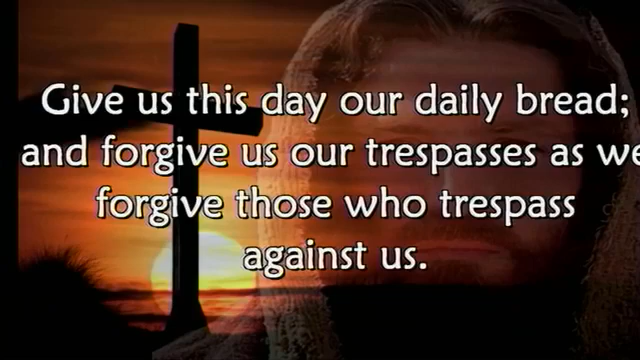 Give us this day our daily bread;
and forgive us our trespasses as we
forgive those who trespass
against us.